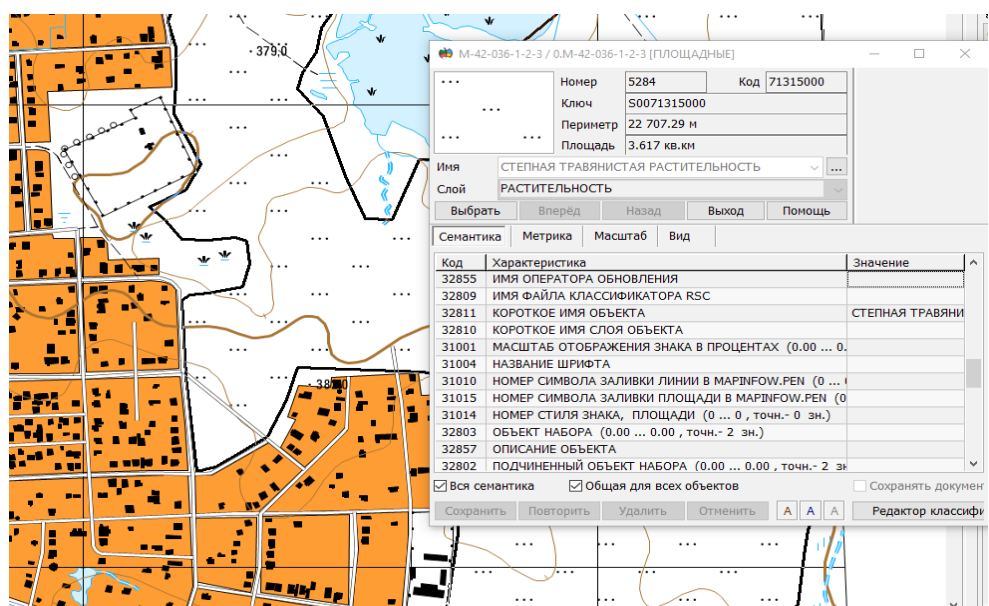 379,0
38
M-42-036-1-2-3 / 0.M-42-036-1-2-3 [ПЛОЩАДНЫЕ]
Номер 5284 Код 71315000
Ключ S0071315000
Периметр 22 707.29 м
Площадь 3.617 кв.км
Имя СТЕПНАЯ ТРАВЯНИСТАЯ РАСТИТЕЛЬНОСТЬ ...
Слой РАСТИТЕЛЬНОСТЬ
Выбрать Вперёд Назад Выход Помощь
Семантика Метрика Масштаб Вид
Код Характеристика Значение
32855 ИМЯ ОПЕРАТОРА ОБНОВЛЕНИЯ
32809 ИМЯ ФАЙЛА КЛАССИФИКАТОРА RSC
32811 КОРОТКОЕ ИМЯ ОБЪЕКТА СТЕПНАЯ ТРАВЯНИ
32810 КОРОТКОЕ ИМЯ СЛОЯ ОБЪЕКТА
31001 МАСШТАБ ОТОБРАЖЕНИЯ ЗНАКА В ПРОЦЕНТАХ (0.00 ... 0.
31004 НАЗВАНИЕ ШРИФТА
31010 НОМЕР СИМВОЛА ЗАЛИВКИ ЛИНИИ В MAPINFOW.PEN (0 ...
31015 НОМЕР СИМВОЛА ЗАЛИВКИ ПЛОЩАДИ В MAPINFOW.PEN (0
31014 НОМЕР СТИЛЯ ЗНАКА, ПЛОЩАДИ (0 ... 0 , точн.- 0 зн.)
32803 ОБЪЕКТ НАБОРА (0.00 ... 0.00 , точн.- 2 зн.)
32857 ОПИСАНИЕ ОБЪЕКТА
32802 ПОДЧИНЕННЫЙ ОБЪЕКТ НАБОРА (0.00 ... 0.00 , точн.- 2 зн
Вся семантика Общая для всех объектов Сохранять документ
Сохранить Повторить Удалить Отменить А А А Редактор классифи